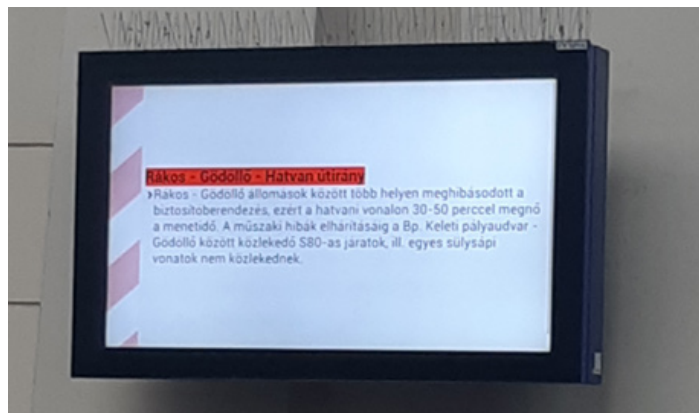 Rákos - Gödöllő - Hatvan útirány
›Rákos - Gödöllő állomások között több helyen meghibásodott a
biztosítóberendezés, ezért a hatvani vonalon 30-50 perccel megnő
a menetidő. A műszaki hibák elhárításáig a Bp. Keleti pályaudvar -
Gödöllő között közlekedő S80-as járatok, ill. egyes sülysápi
vonatok nem közlekednek.